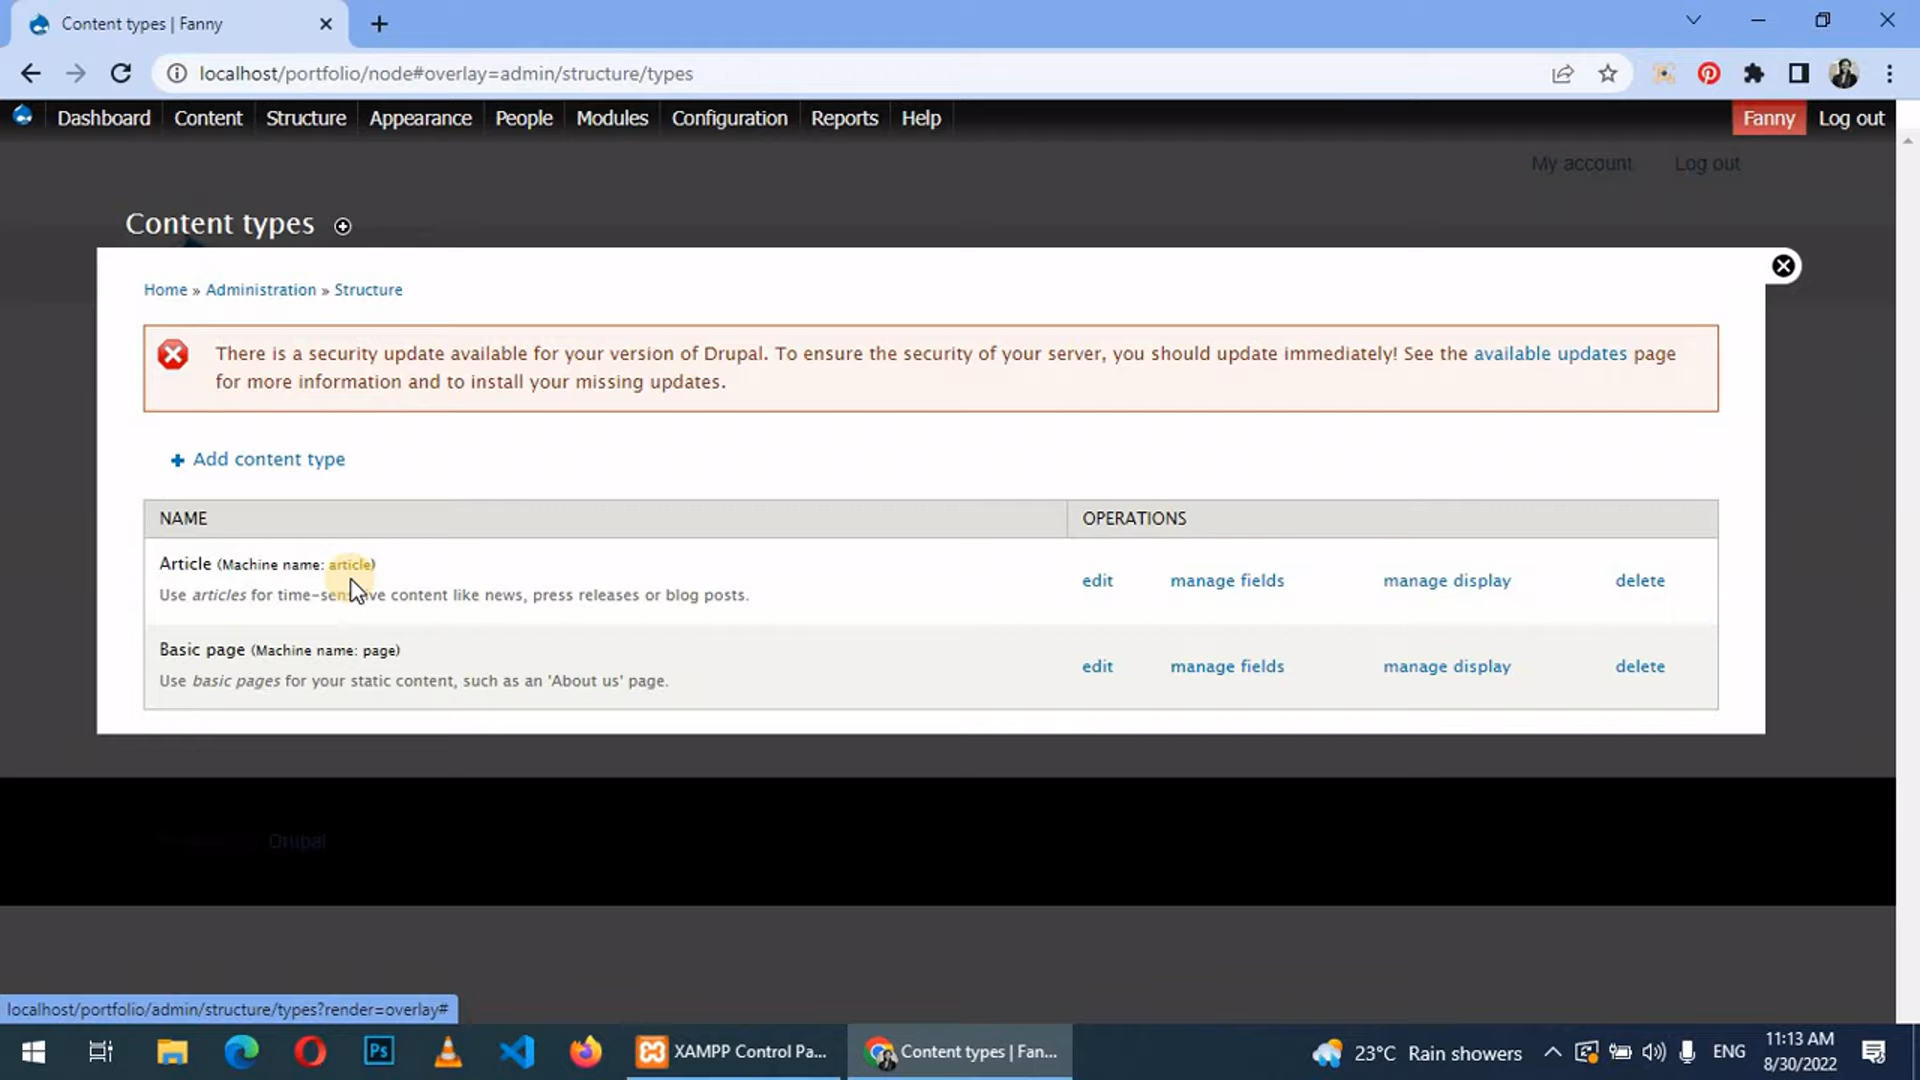 Content types | Fanny
localhost/portfolio/node#overlay=admin/structure/types
Dashboard Content Structure Appearance People Modules Configuration Reports Help Fanny Log out
My account Log out
Content types
Home » Administration » Structure
There is a security update available for your version of Drupal. To ensure the security of your server, you should update immediately! See the available updates page
for more information and to install your missing updates.
Add content type
NAME OPERATIONS
Article (Machine name: article)
Use articles for time-sensitive content like news, press releases or blog posts.
edit manage fields manage display delete
Basic page (Machine name: page)
Use basic pages for your static content, such as an 'About us' page.
edit manage fields manage display delete
Drupal
localhost/portfolio/admin/structure/types?render=overlay#
Ps
XAMPP Control Pa...
Content types | Fan...
23°C Rain showers
ENG
11:13 AM
8/30/2022